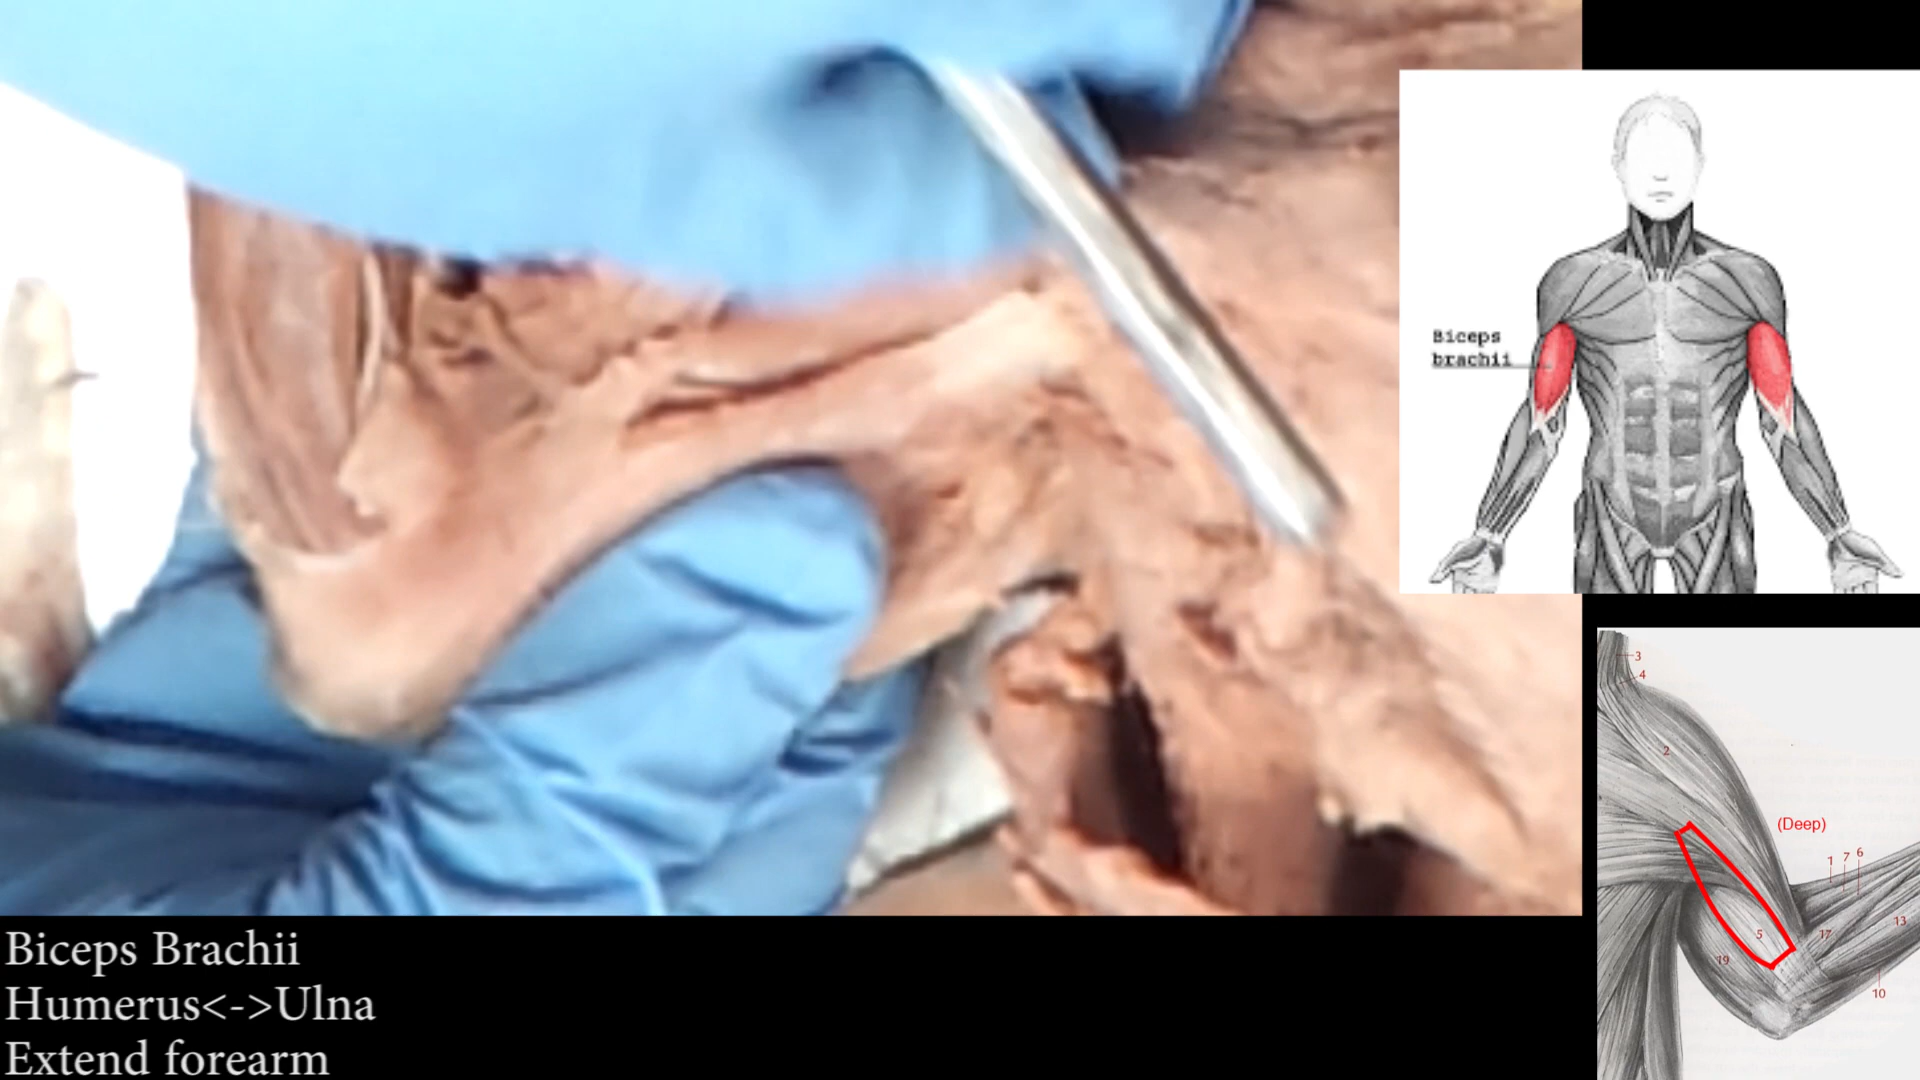 Biceps
brachii
3
4
2
(Deep)
1 7 6
5
17
13
19
10
Biceps Brachii
Humerus<->Ulna
Extend forearm